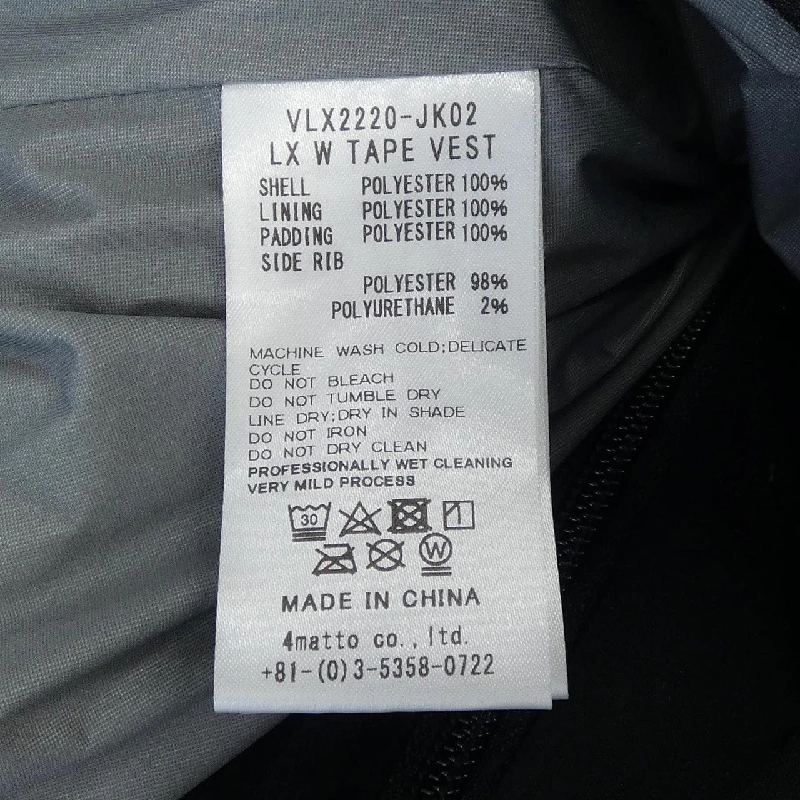 VLX2220-JK02
LX W TAPE VEST
SHELL POLYESTER 100%
LINING POLYESTER 100%
PADDING POLYESTER 100%
SIDE RIB
POLYESTER 98%
POLYURETHANE 2%
MACHINE WASH COLD;DELICATE
CYCLE
DO NOT BLEACH
DO NOT TUMBLE DRY
LINE DRY;DRY IN SHADE
DO NOT IRON
DO NOT DRY CLEAN
PROFESSIONALLY WET CLEANING
VERY MILD PROCESS
30
W
MADE IN CHINA
4matto co., ltd.
+81-(0)3-5358-0722